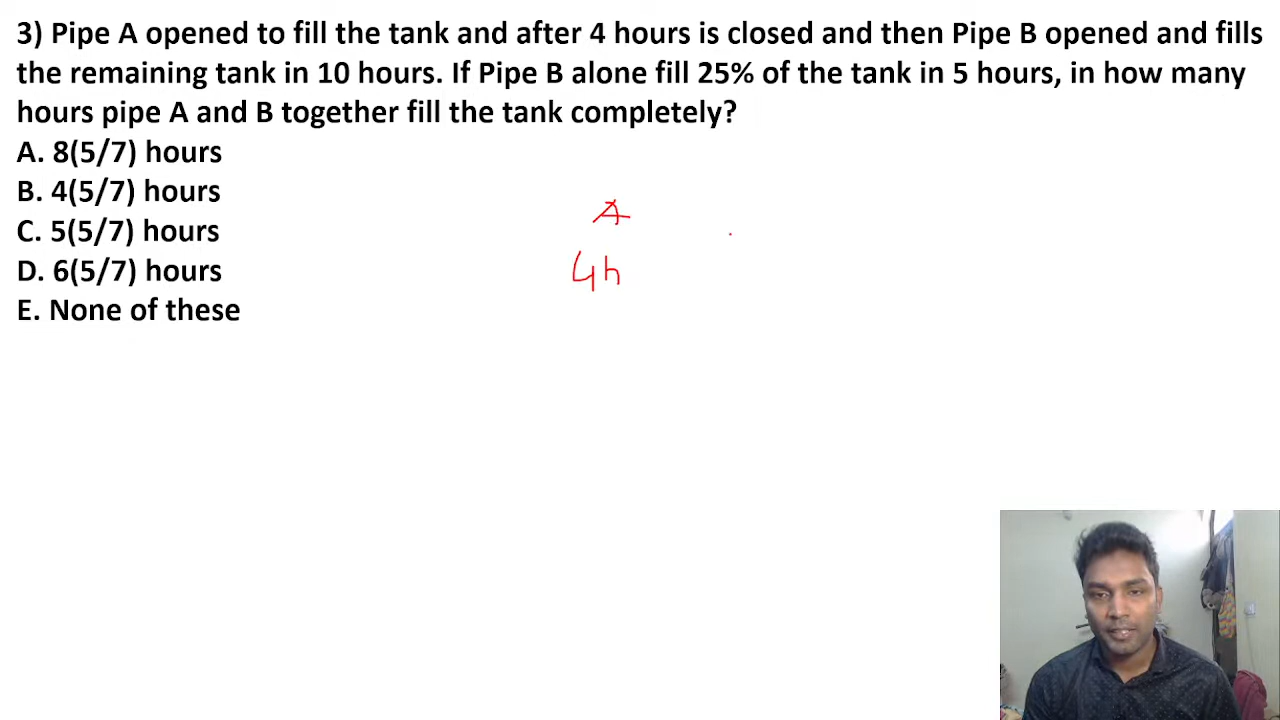 3) Pipe A opened to fill the tank and after 4 hours is closed and then Pipe B opened and fills
the remaining tank in 10 hours. If Pipe B alone fill 25% of the tank in 5 hours, in how many
hours pipe A and B together fill the tank completely?
A. 8(5/7) hours
B. 4(5/7) hours
C. 5(5/7) hours
D. 6(5/7) hours
E. None of these
A
4h